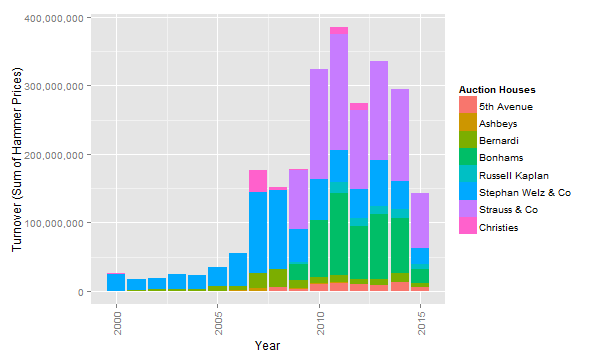 400,000,000
300,000,000
200,000,000
100,000,000
0
Turnover (Sum of Hammer Prices)
2000
2005
2010
2015
Year
Auction Houses
5th Avenue
Ashbeys
Bernardi
Bonhams
Russell Kaplan
Stephan Welz & Co
Strauss & Co
Christies